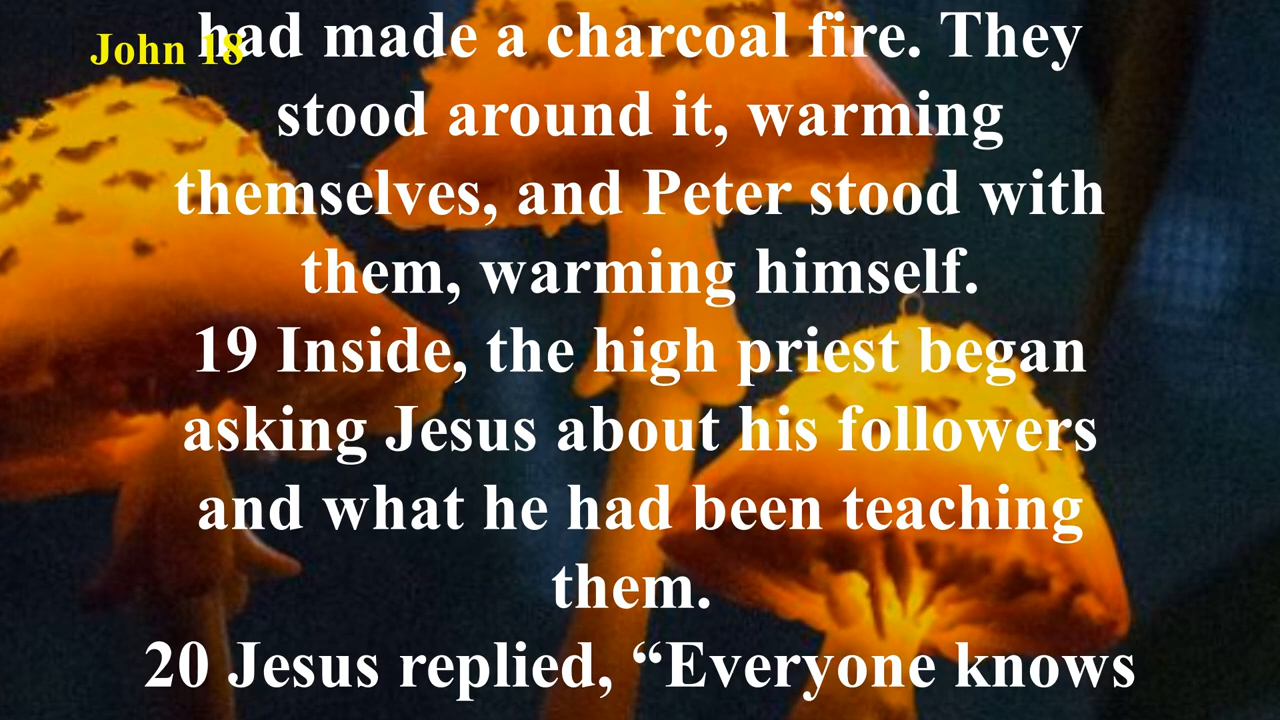 John 18
had made a charcoal fire. They
stood around it, warming
themselves, and Peter stood with
them, warming himself.
19 Inside, the high priest began
asking Jesus about his followers
and what he had been teaching
them.
20 Jesus replied, “Everyone knows